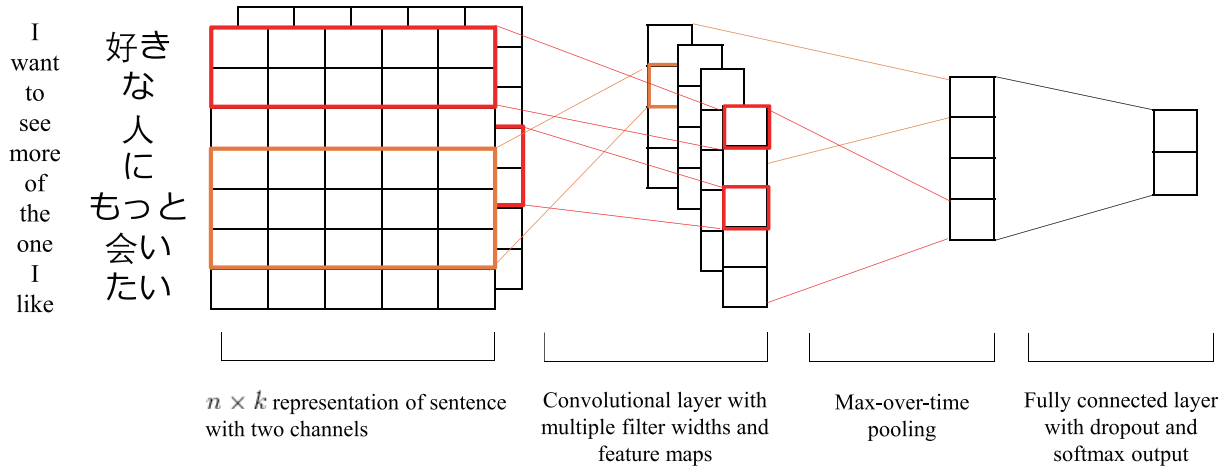 I
want
to
see
more
of
the
one
I
like
好き
な
人
に
もっと
会い
たい
n × k representation of sentence
with two channels
Convolutional layer with
multiple filter widths and
feature maps
Max-over-time
pooling
Fully connected layer
with dropout and
softmax output